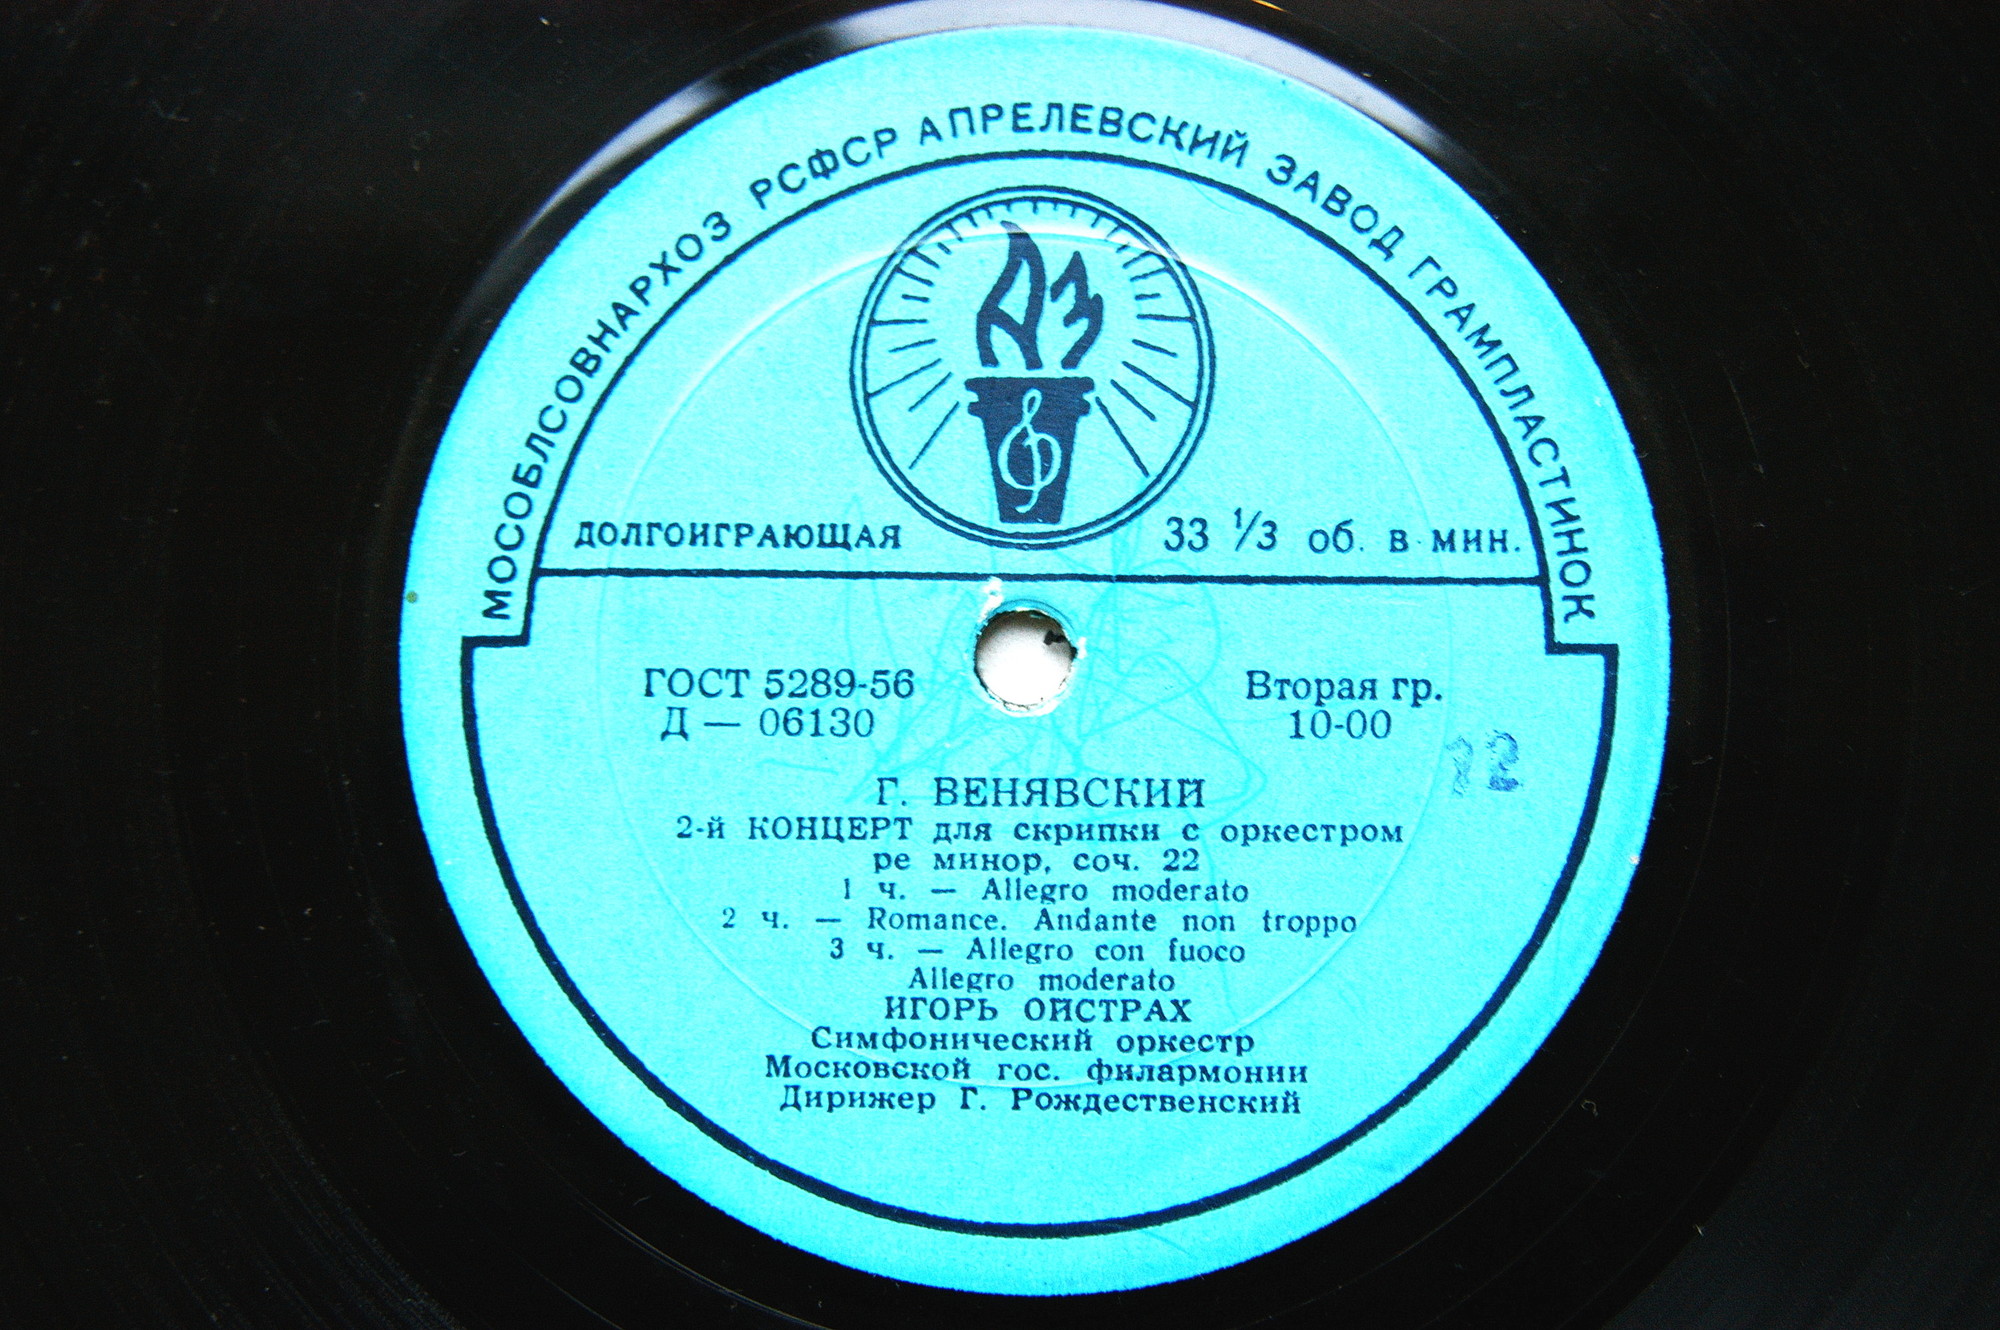 МОСОБЛСОВНАРХОЗ РСФСР АПРЕЛЕВСКИЙ ЗАВОД ГРАМПЛАСТИНОК
АЗ
ДОЛГОИГРАЮЩАЯ 33 1/3 об. в мин.
ГОСТ 5289-56 Вторая гр.
Д — 06130 10-00
22
Г. ВЕНЯВСКИЙ
2-й КОНЦЕРТ для скрипки с оркестром
ре минор, соч. 22
1 ч. — Allegro moderato
2 ч. — Romance. Andante non troppo
3 ч. — Allegro con fuoco
Allegro moderato
ИГОРЬ ОЙСТРАХ
Симфонический оркестр
Московской гос. филармонии
Дирижер Г. Рождественский